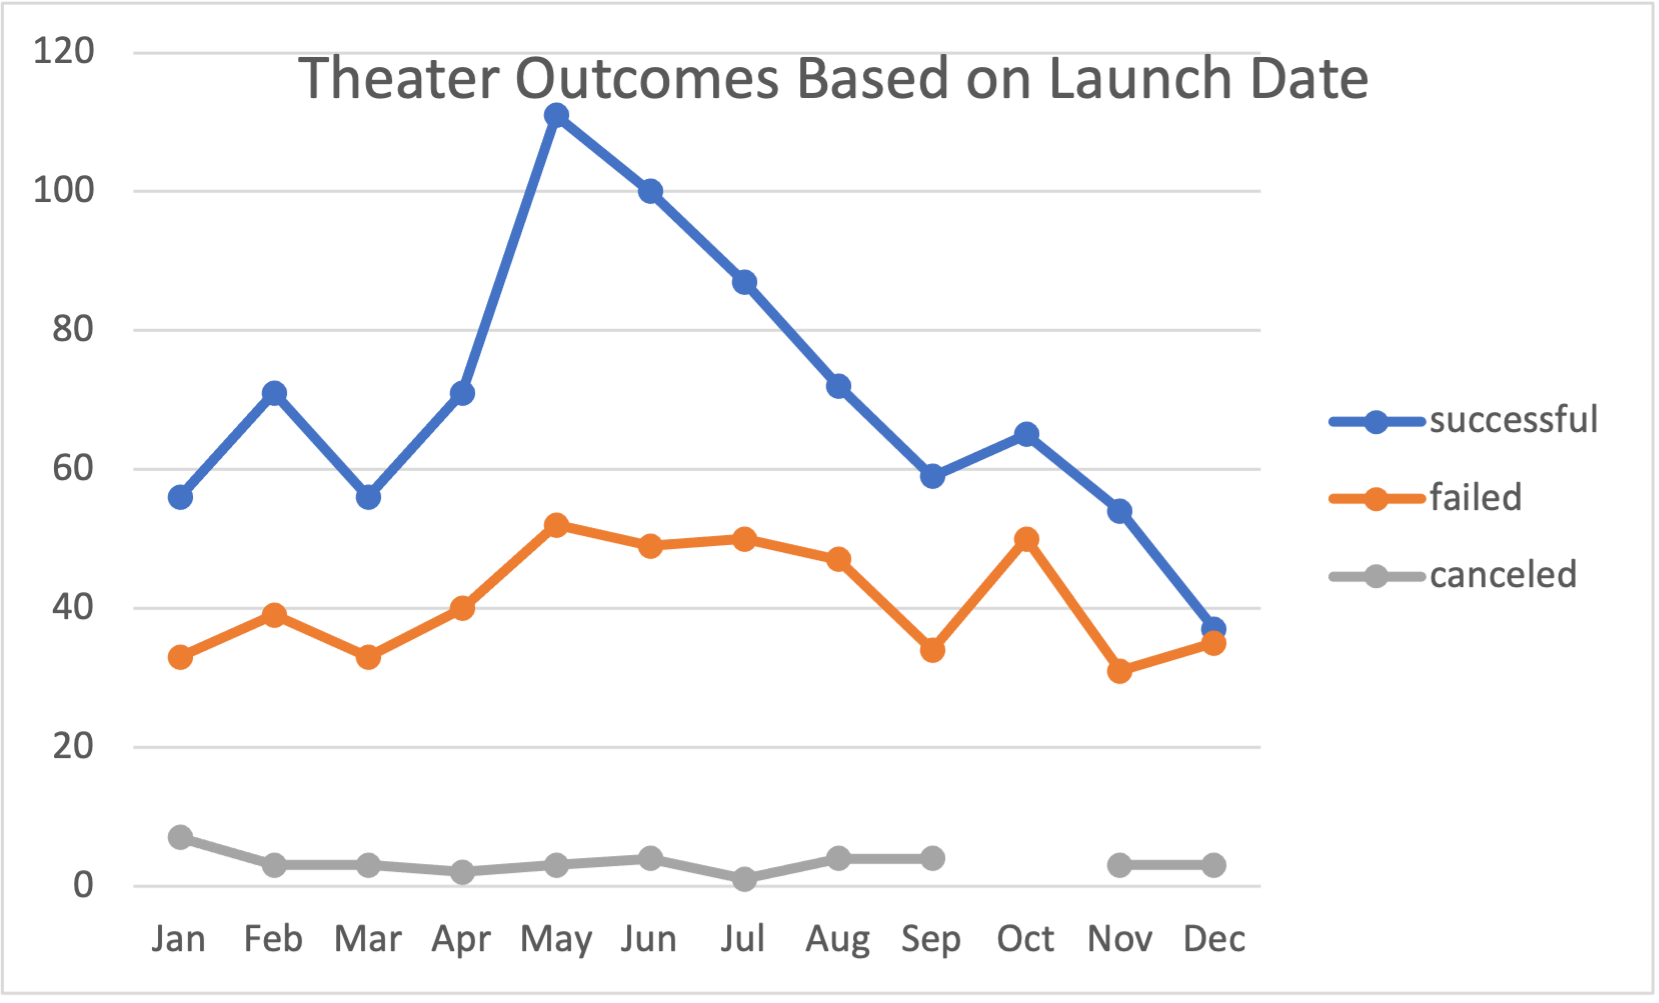 Theater Outcomes Based on Launch Date
120
100
80
60
40
20
0
Jan Feb Mar Apr May Jun Jul Aug Sep Oct Nov Dec
successful
failed
canceled